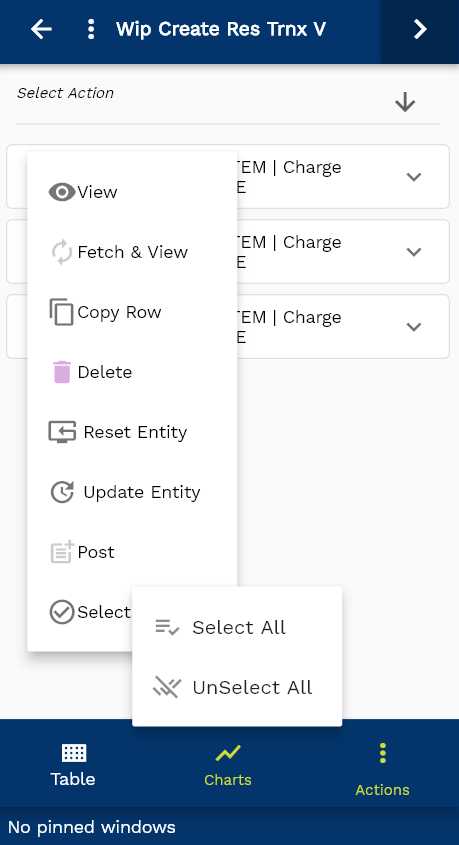 Wip Create Res Trnx V
Select Action
TEM | Charge
E
TEM | Charge
E
TEM | Charge
E
View
Fetch & View
Copy Row
Delete
Reset Entity
Update Entity
Post
Select
Select All
UnSelect All
Table
Charts
Actions
No pinned windows